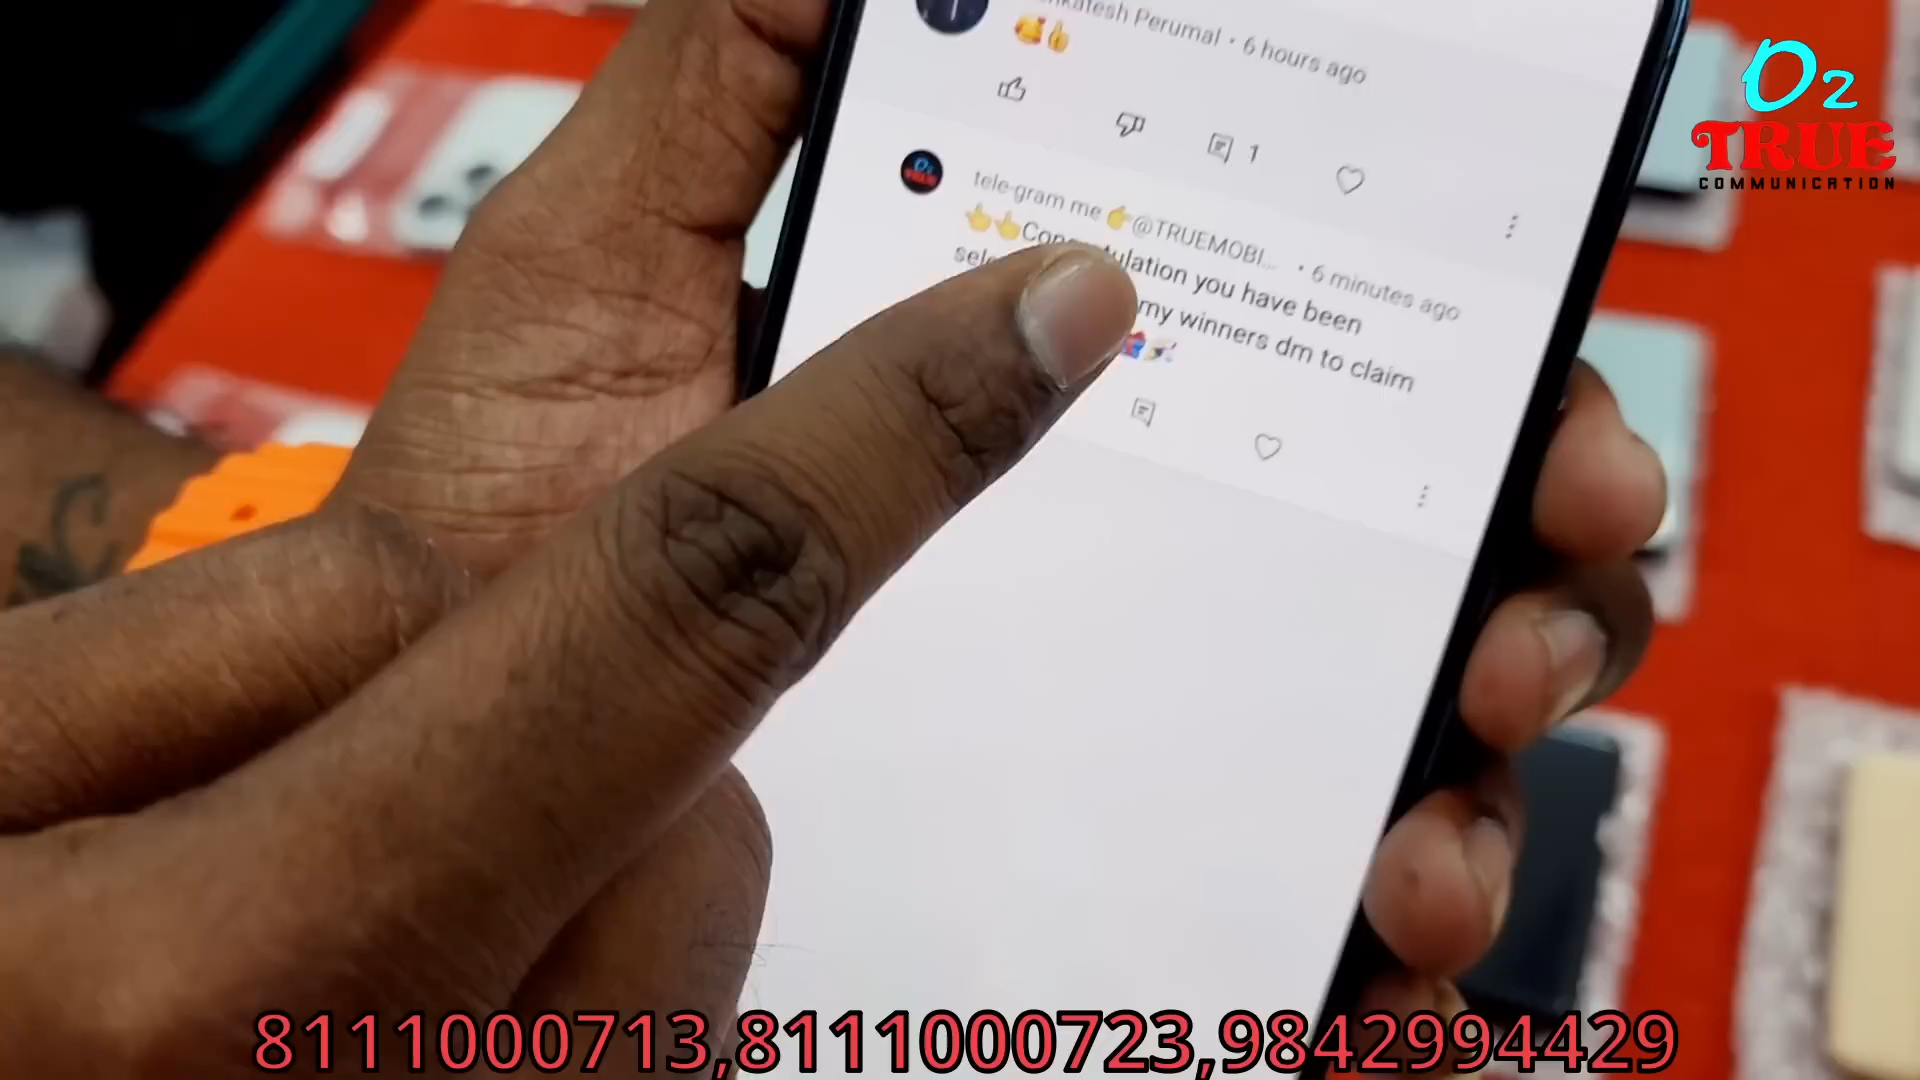 Perumal • 6 hours ago
1
tele-gram me 👉@TRUEMOBI... • 6 minutes ago
you have been
my winners dm to claim
O2
TRUE
COMMUNICATION
8111000713,8111000723,9842994429